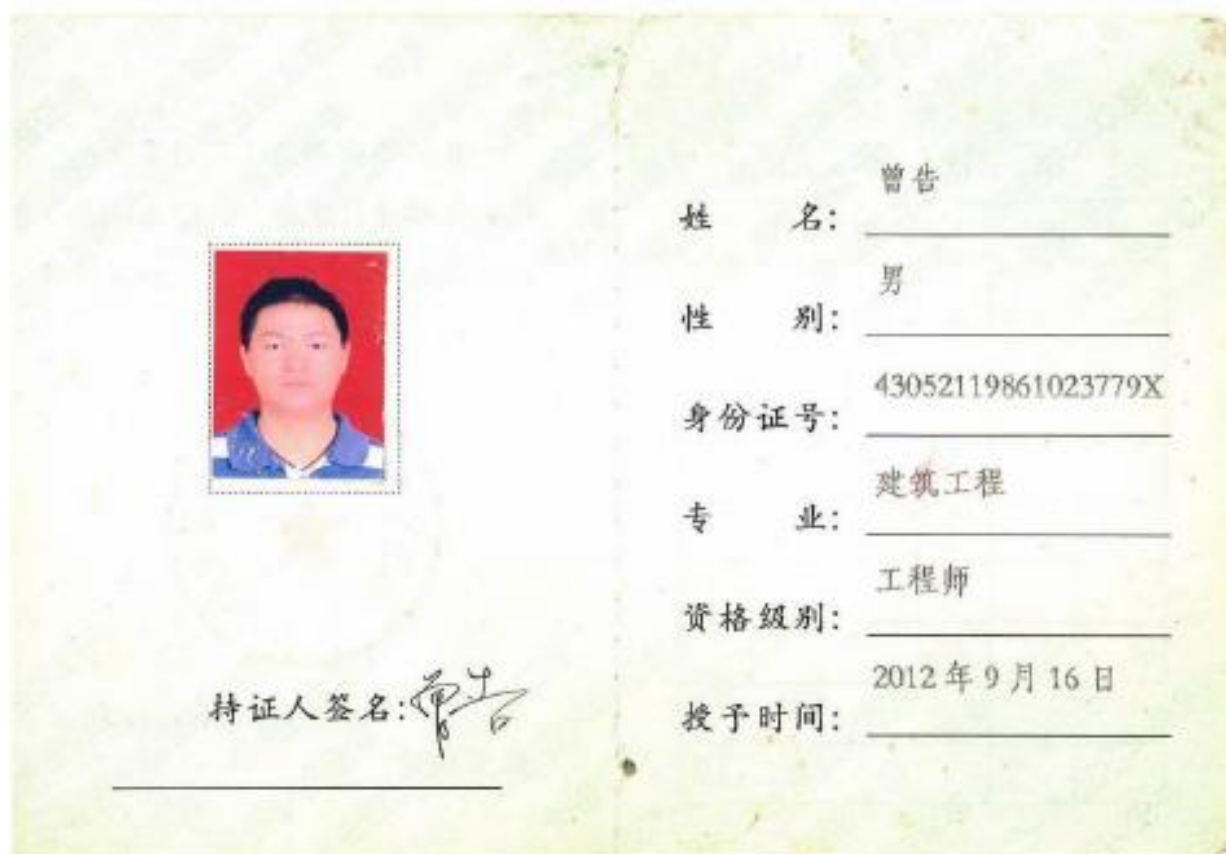 持证人签名:曾告
姓 名: 曾告
性 别: 男
身份证号: 43052119861023779X
专 业: 建筑工程
资格级别: 工程师
授予时间: 2012年9月16日